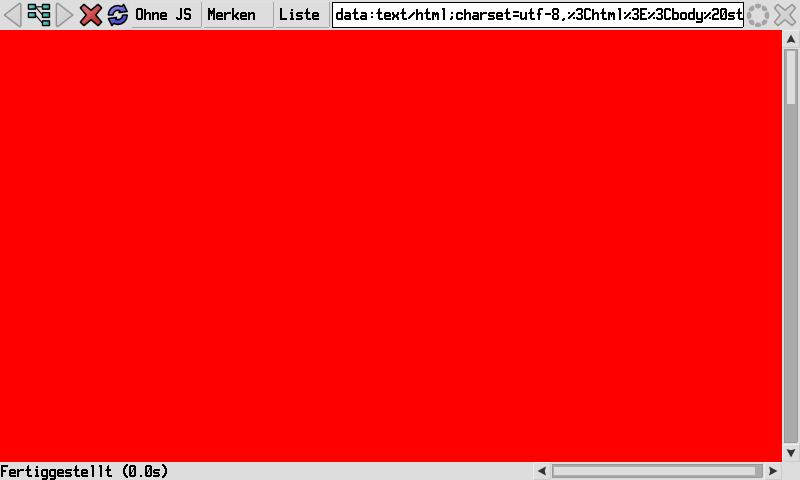 Ohne JS Merken Liste data:text/html;charset=utf-8,%3Chtml%3E%3Cbody%20st
Fertiggestellt (0.0s)